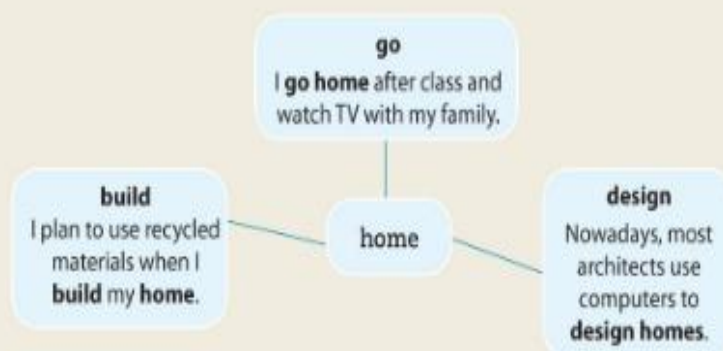 go
I go home after class and
watch TV with my family.
build
I plan to use recycled
materials when I
build my home.
home
design
Nowadays, most
architects use
computers to
design homes.